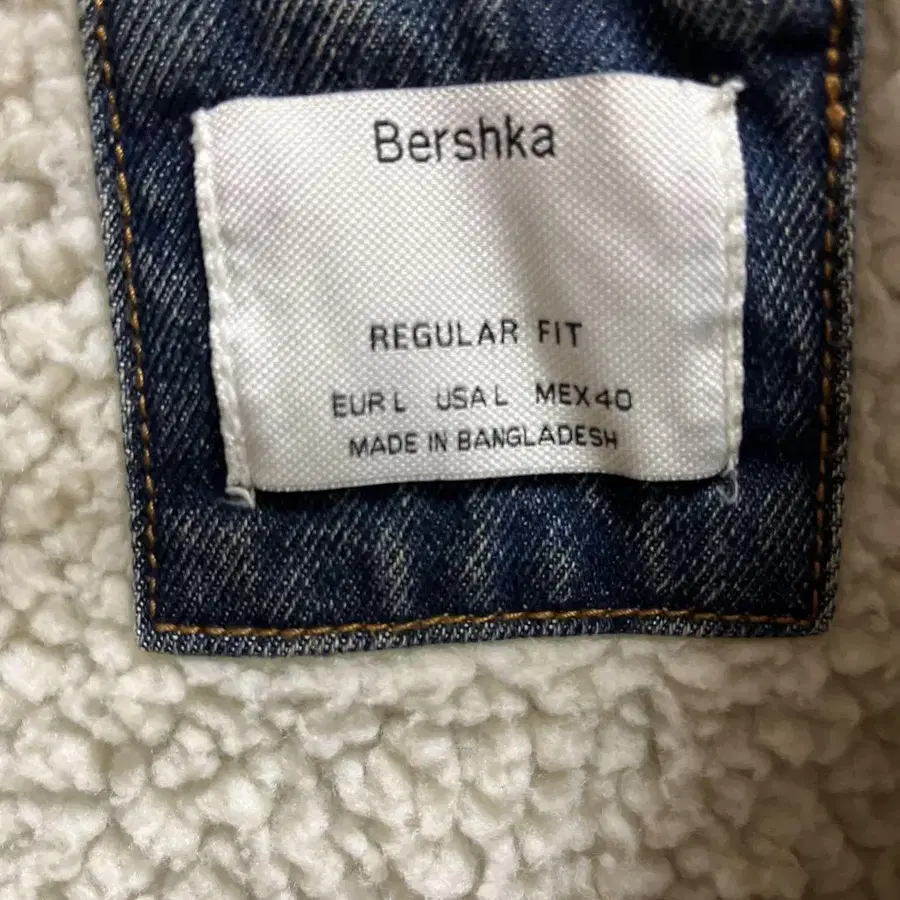 Bershka
REGULAR FIT
EUR L USA L MEX 40
MADE IN BANGLADESH